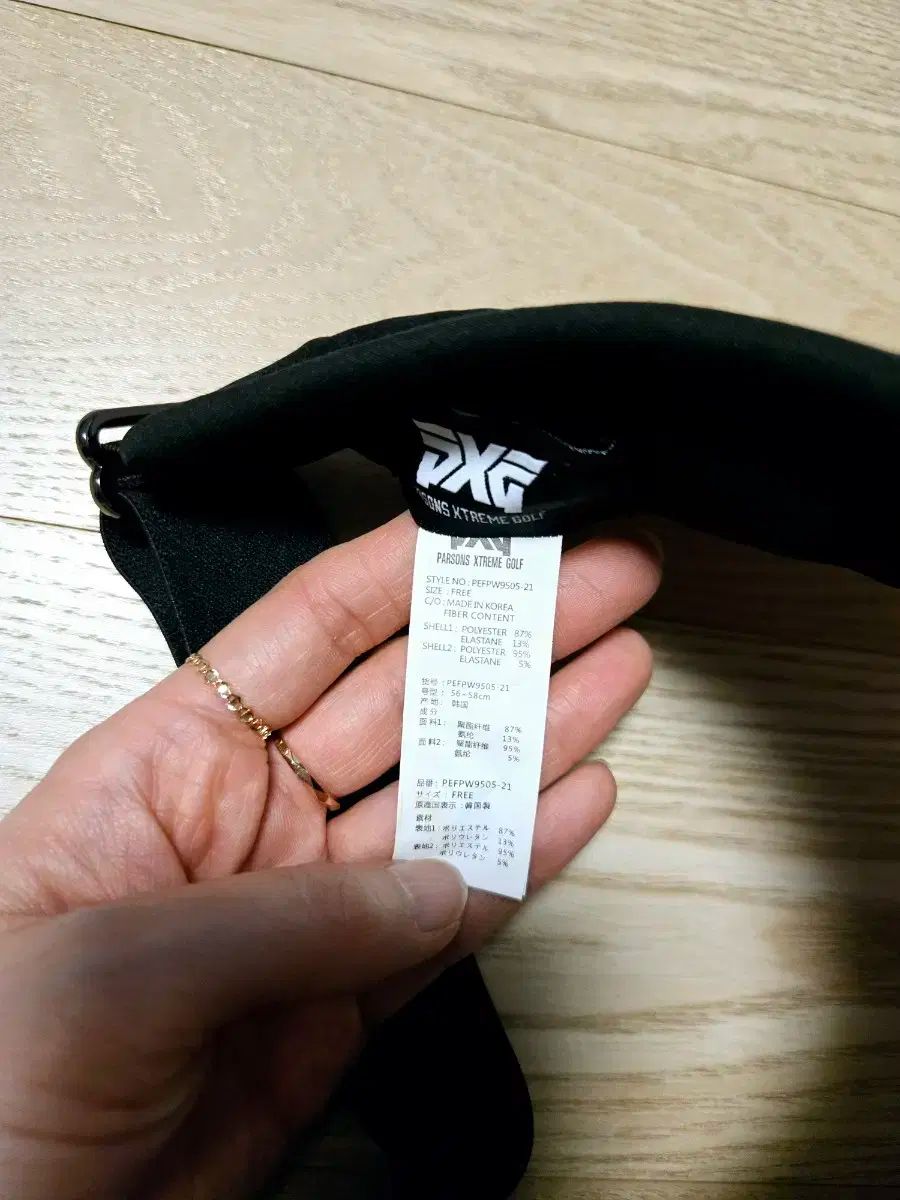 PXG
PARSONS XTREME GOLF
PXG
PARSONS XTREME GOLF
STYLE NO : PEFPW9505-21
SIZE : FREE
C/O : MADE IN KOREA
FIBER CONTENT
SHELL1 : POLYESTER 87%
ELASTANE 13%
SHELL2 : POLYESTER 95%
ELASTANE 5%
货号 : PEFPW9505-21
号型 : 56~58cm
产地 : 韩国
成分
面料1 : 聚酯纤维 87%
氨纶 13%
面料2 : 聚酯纤维 95%
氨纶 5%
品番 : PEFPW9505-21
サイズ : FREE
原産国表示 : 韓国製
素材
表地1 : ポリエステル 87%
ポリウレタン 13%
表地2 : ポリエステル 95%
ポリウレタン 5%